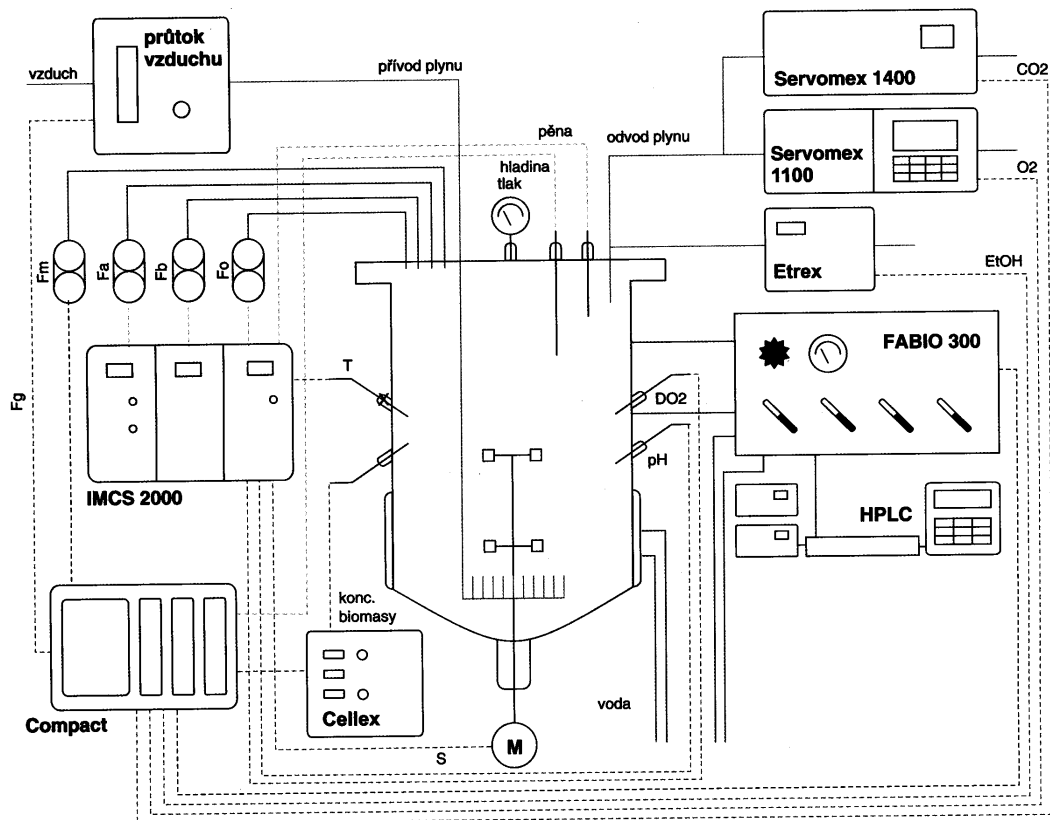 průtok
vzduchu
vzduch
přívod plynu
Servomex 1400
CO2
pěna
odvod plynu
Servomex
1100
O2
hladina
tlak
Fm
Fa
Fb
Fo
Etrex
EtOH
FABIO 300
T
DO2
Fg
pH
IMCS 2000
HPLC
konc.
biomasy
Compact
Cellex
voda
S
M